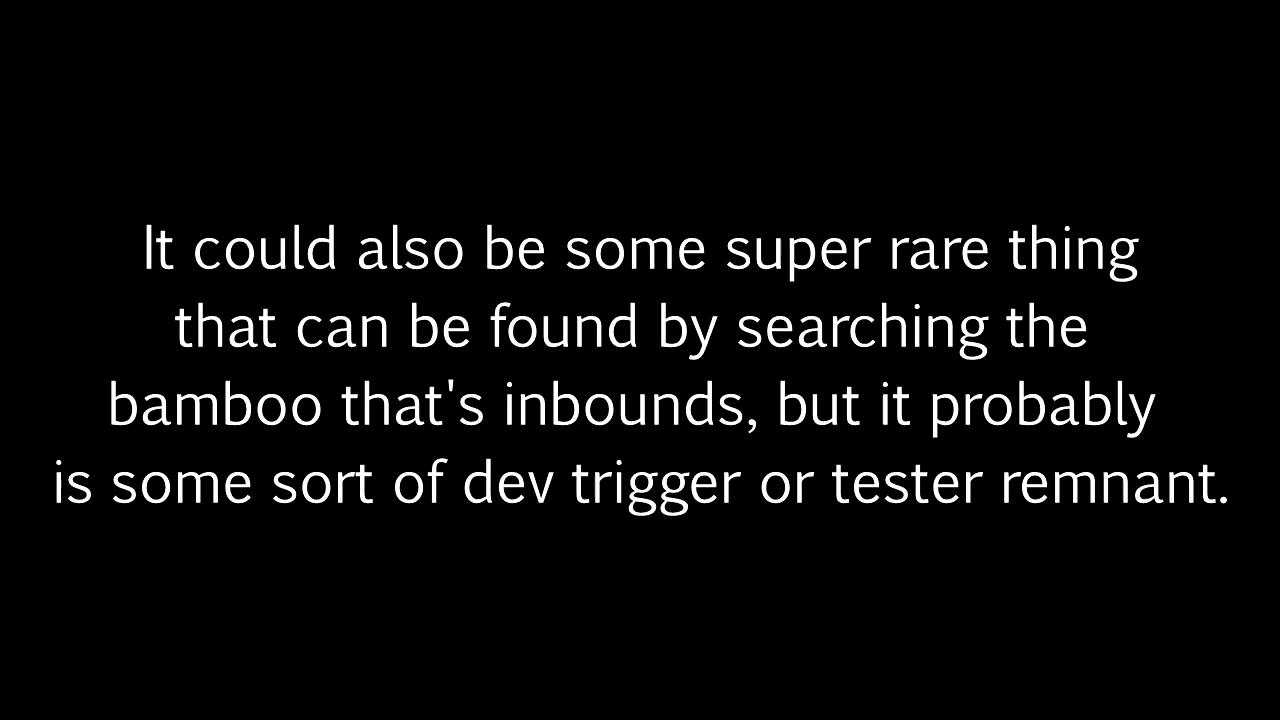 It could also be some super rare thing
that can be found by searching the
bamboo that's inbounds, but it probably
is some sort of dev trigger or tester remnant.